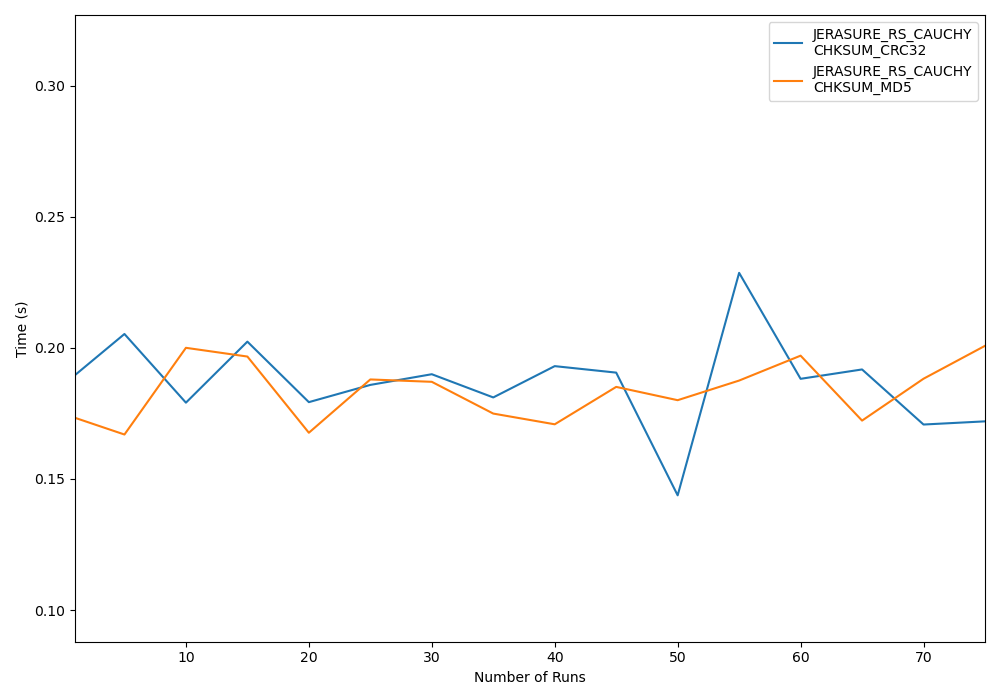 JERASURE_RS_CAUCHY
CHKSUM_CRC32
JERASURE_RS_CAUCHY
CHKSUM_MD5
0.30
0.25
0.20
0.15
0.10
Time (s)
10 20 30 40 50 60 70
Number of Runs